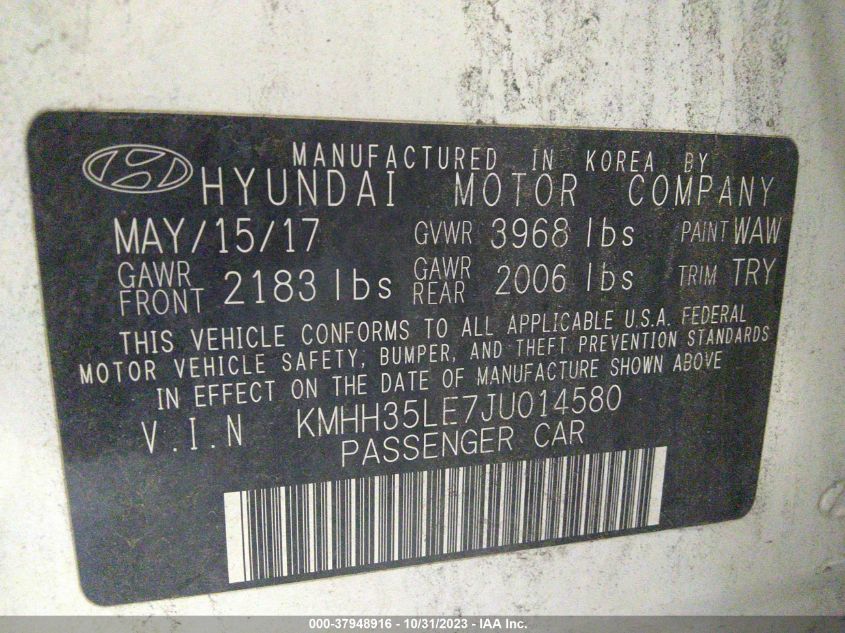 MANUFACTURED IN KOREA BY
HYUNDAI MOTOR COMPANY
MAY/15/17 GVWR 3968 lbs PAINT WAW
GAWR FRONT 2183 lbs GAWR REAR 2006 lbs TRIM TRY
THIS VEHICLE CONFORMS TO ALL APPLICABLE U.S.A. FEDERAL
MOTOR VEHICLE SAFETY, BUMPER, AND THEFT PREVENTION STANDARDS
IN EFFECT ON THE DATE OF MANUFACTURE SHOWN ABOVE
V.I.N KMHH35LE7JU014580
PASSENGER CAR
000-37948916 - 10/31/2023 - IAA Inc.